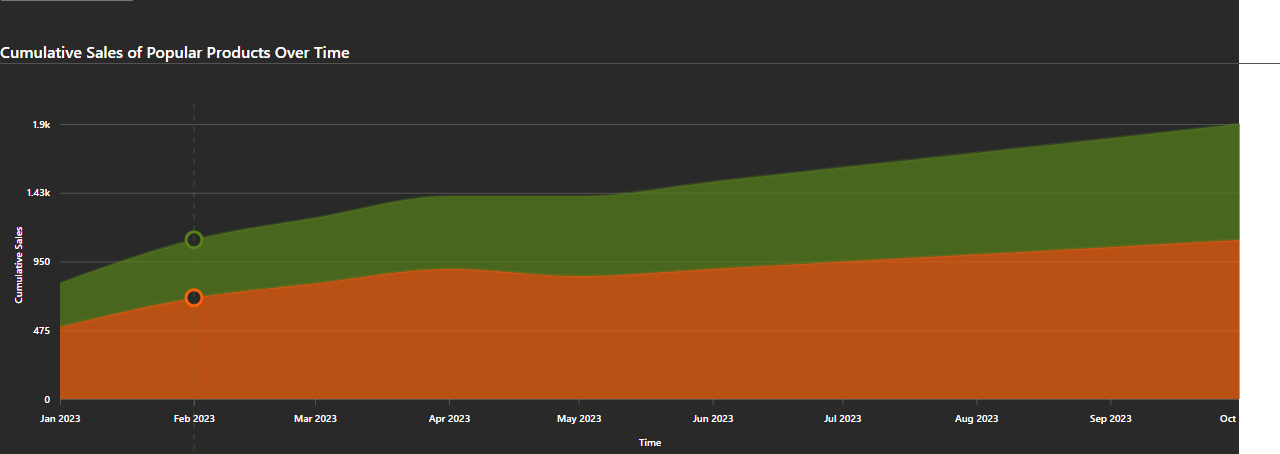 Cumulative Sales of Popular Products Over Time
1.9k
1.43k
950
475
0
Cumulative Sales
Jan 2023 Feb 2023 Mar 2023 Apr 2023 May 2023 Jun 2023 Jul 2023 Aug 2023 Sep 2023 Oct
Time